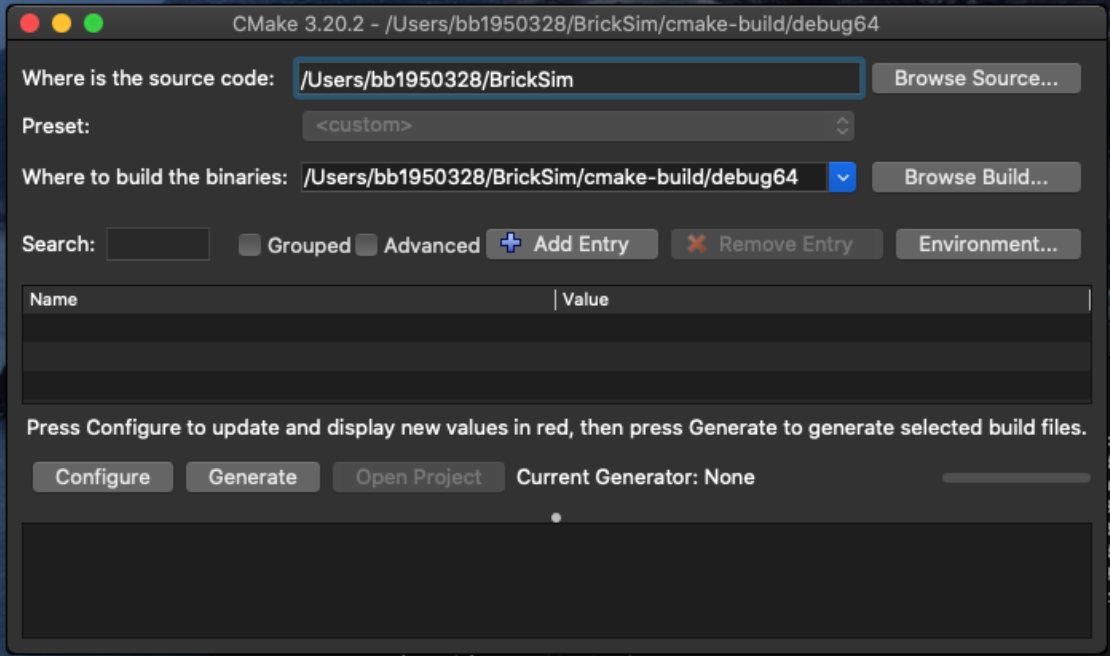 CMake 3.20.2 - /Users/bb1950328/BrickSim/cmake-build/debug64
Where is the source code: /Users/bb1950328/BrickSim Browse Source...
Preset: <custom>
Where to build the binaries: /Users/bb1950328/BrickSim/cmake-build/debug64 Browse Build...
Search: Grouped Advanced Add Entry Remove Entry Environment...
Name Value
Press Configure to update and display new values in red, then press Generate to generate selected build files.
Configure Generate Open Project Current Generator: None